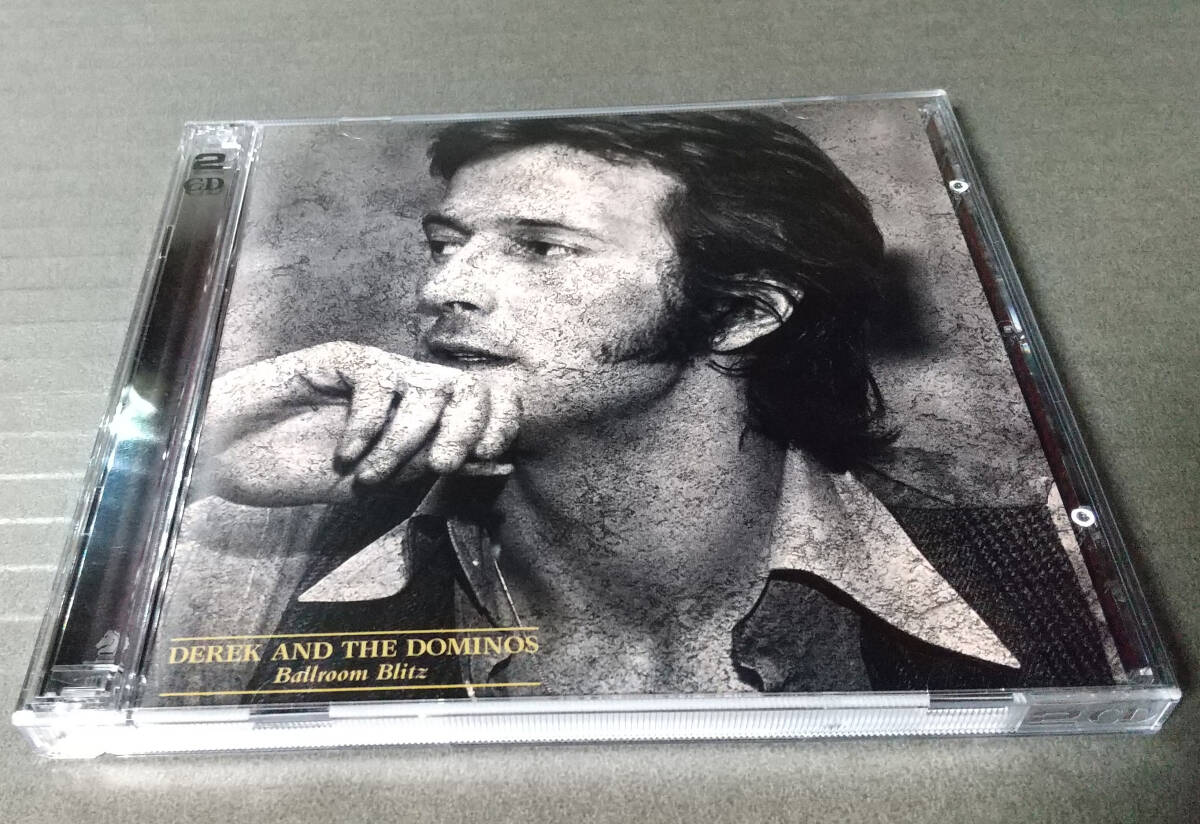 2
CD
DEREK AND THE DOMINOS
Ballroom Blitz
2CD